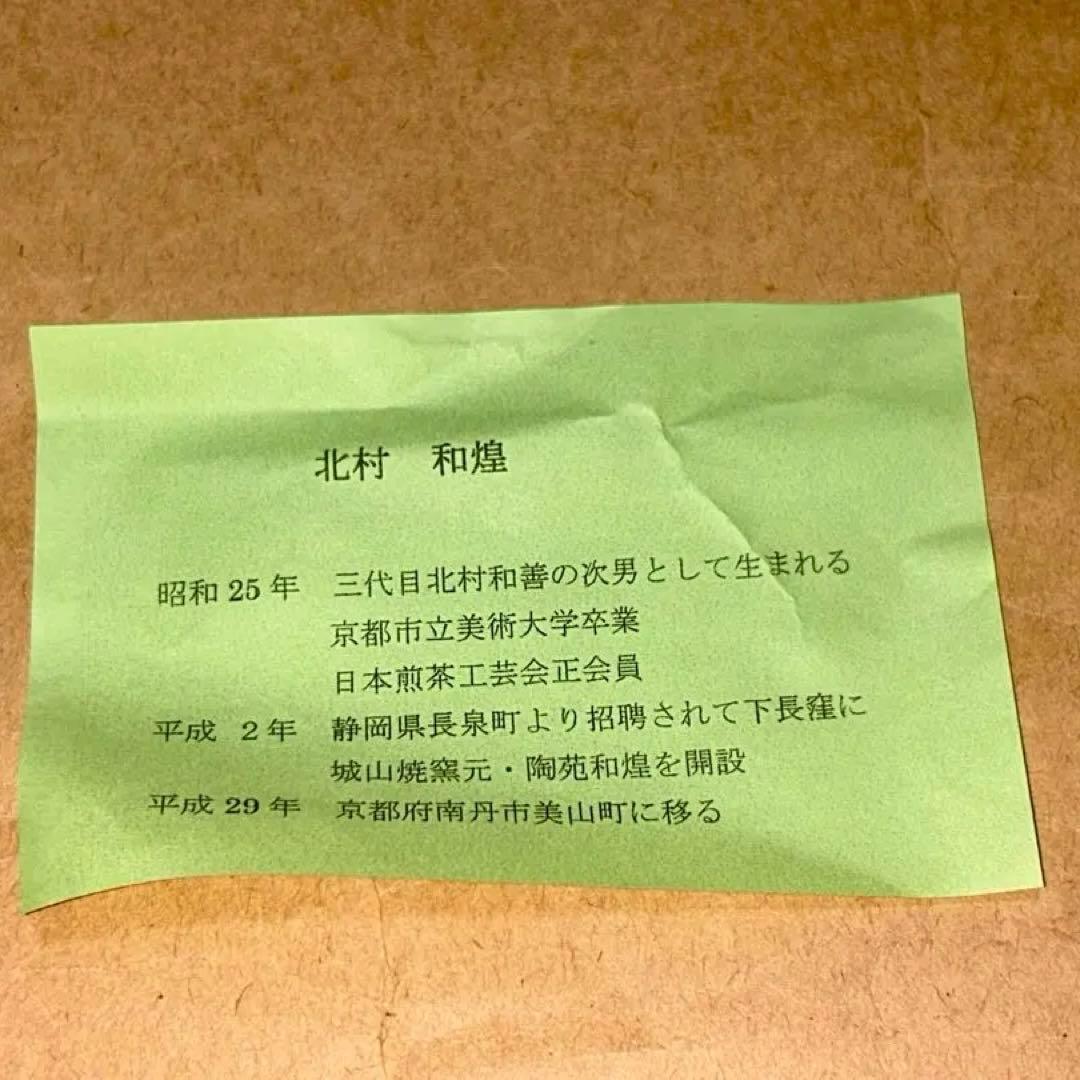 北村　和煌
昭和25年　三代目北村和善の次男として生まれる
京都市立美術大学卒業
日本煎茶工芸会正会員
平成 2年　静岡県長泉町より招聘されて下長窪に
城山焼窯元・陶苑和煌を開設
平成29年　京都府南丹市美山町に移る